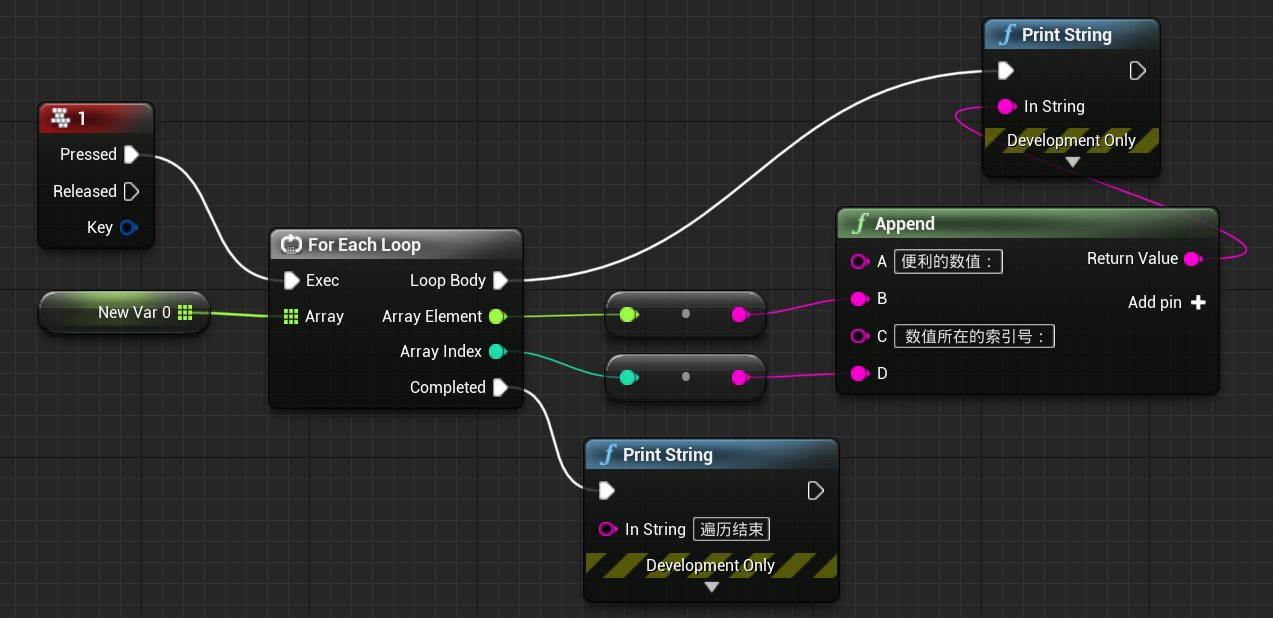 1
Pressed
Released
Key
New Var 0
For Each Loop
Exec
Loop Body
Array
Array Element
Array Index
Completed
Print String
In String
Development Only
Append
A 便利的数值：
Return Value
B
Add pin
C 数值所在的索引号：
D
Print String
In String 遍历结束
Development Only